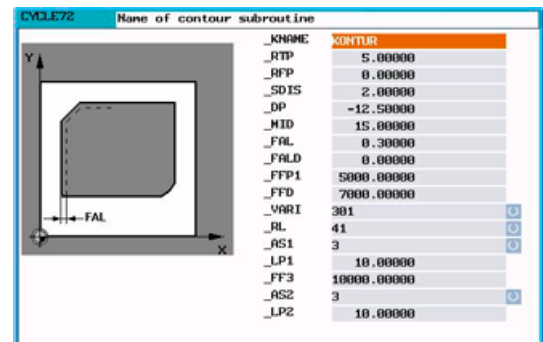 CYCLE72 Name of contour subroutine
_KNAME KONTUR
_RTP 5.00000
_RFP 0.00000
_SDIS 2.00000
_DP -12.50000
_MID 15.00000
_FAL 0.30000
_FALD 0.00000
_FFP1 5000.00000
_FFD 7000.00000
_VARI 301
_RL 41
_AS1 3
_LP1 10.00000
_FF3 10000.00000
_AS2 3
_LP2 10.00000
Y
FAL
X